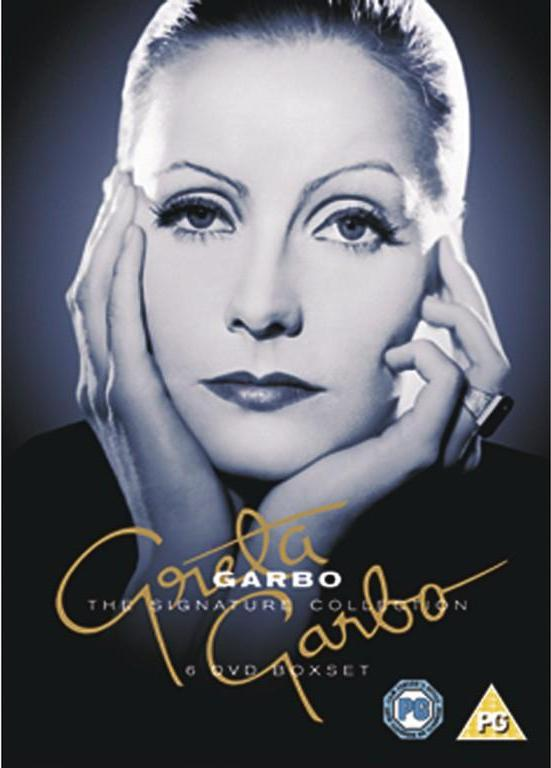 Greta
GARBO
THE SIGNATURE COLLECTION
Garbo
6 DVD BOXSET
PG
PG